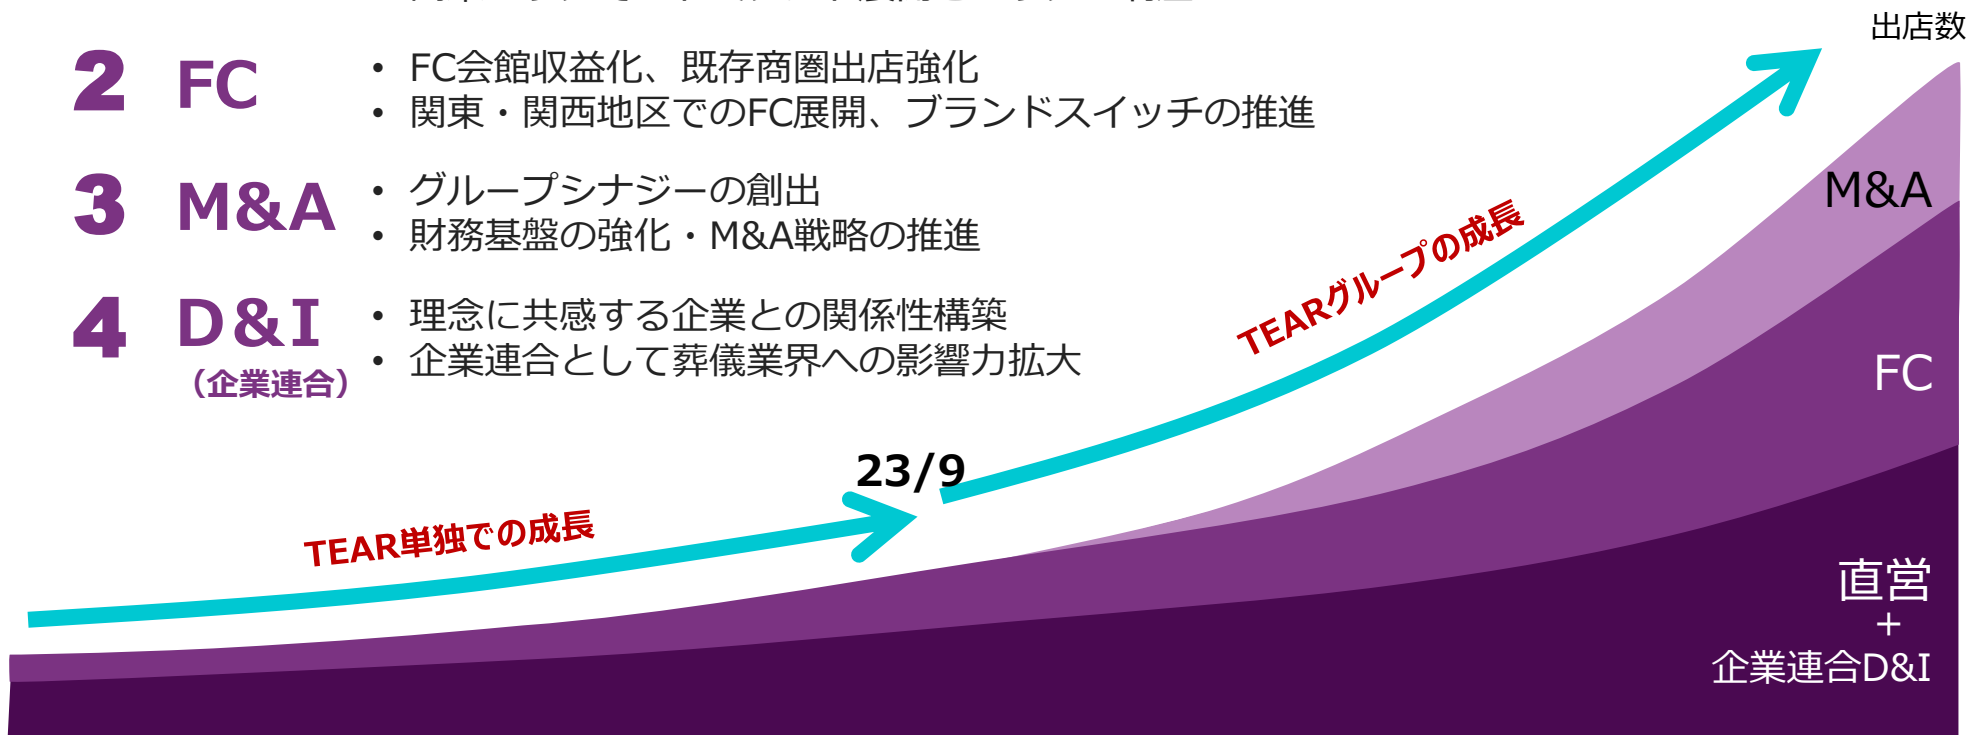 出店数
2 FC
• FC会館収益化、既存商圏出店強化
• 関東・関西地区でのFC展開、ブランドスイッチの推進
3 M&A
• グループシナジーの創出
• 財務基盤の強化・M&A戦略の推進
4 D&I
（企業連合）
• 理念に共感する企業との関係性構築
• 企業連合として葬儀業界への影響力拡大
TEAR単独での成長
23/9
TEARグループの成長
M&A
FC
直営
+
企業連合D&I